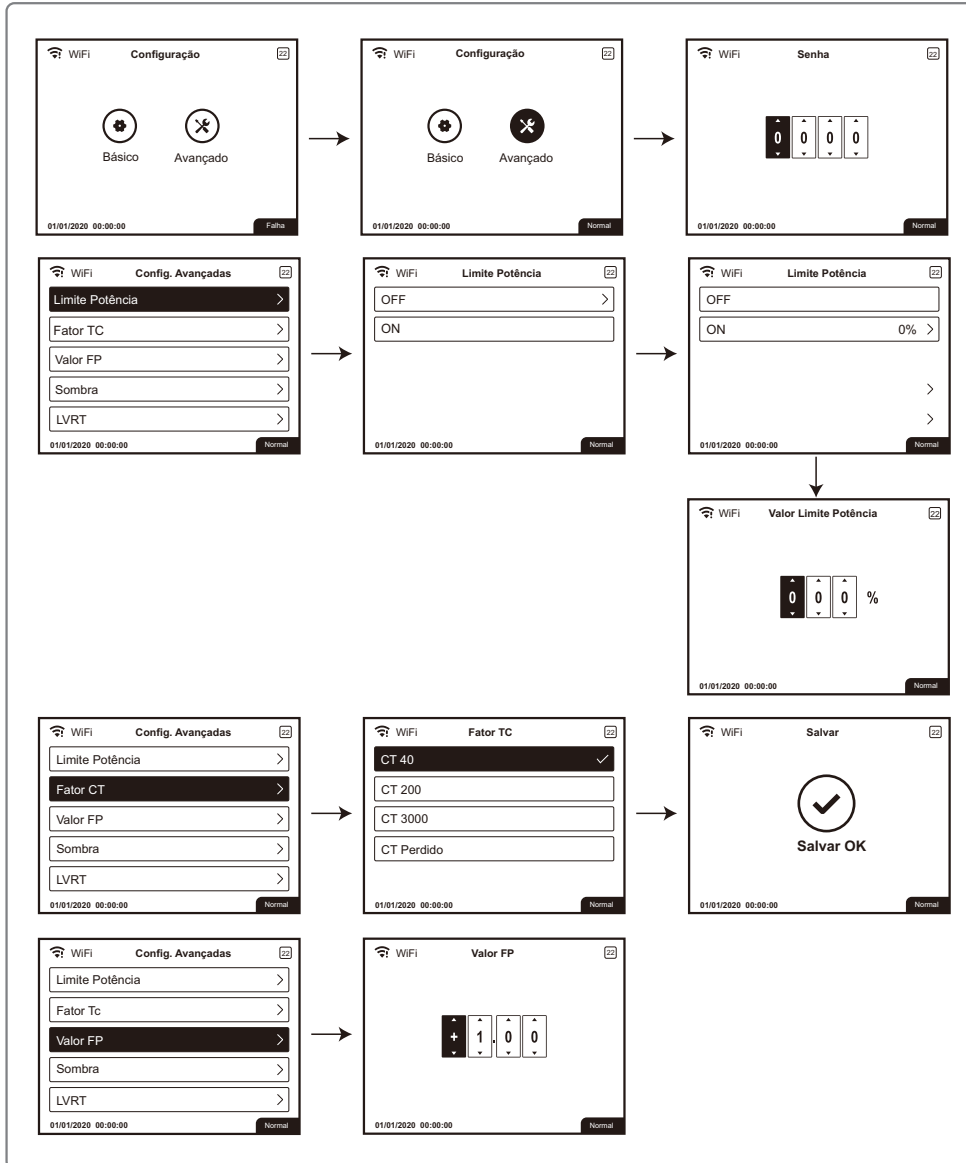 WiFi Configuração 22
Básico Avançado
01/01/2020 00:00:00 Falha
WiFi Configuração 22
Básico Avançado
01/01/2020 00:00:00 Normal
WiFi Senha 22
0 0 0 0
01/01/2020 00:00:00 Normal
WiFi Config. Avançadas 22
Limite Potência
Fator TC
Valor FP
Sombra
LVRT
01/01/2020 00:00:00 Normal
WiFi Limite Potência 22
OFF
ON
01/01/2020 00:00:00 Normal
WiFi Limite Potência 22
OFF
ON 0%
01/01/2020 00:00:00 Normal
WiFi Valor Limite Potência 22
0 0 0 %
01/01/2020 00:00:00 Normal
WiFi Config. Avançadas 22
Limite Potência
Fator CT
Valor FP
Sombra
LVRT
01/01/2020 00:00:00 Normal
WiFi Fator TC 22
CT 40
CT 200
CT 3000
CT Perdido
01/01/2020 00:00:00 Normal
WiFi Salvar 22
Salvar OK
01/01/2020 00:00:00 Normal
WiFi Config. Avançadas 22
Limite Potência
Fator Tc
Valor FP
Sombra
LVRT
01/01/2020 00:00:00 Normal
WiFi Valor FP 22
+ 1 . 0 0
01/01/2020 00:00:00 Normal